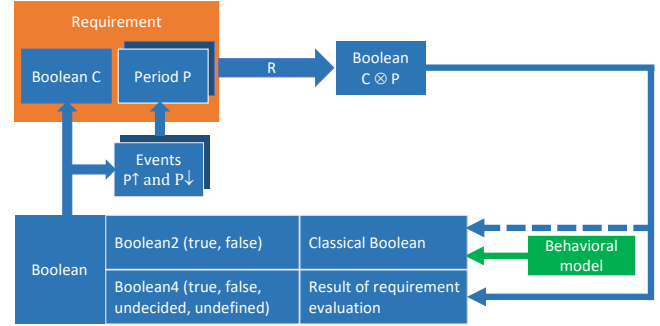 Requirement
Boolean C
Period P
R
Boolean
C ⊗ P
Events
P↑ and P↓
Boolean
Boolean2 (true, false)
Classical Boolean
Boolean4 (true, false,
undecided, undefined)
Result of requirement
evaluation
Behavioral
model